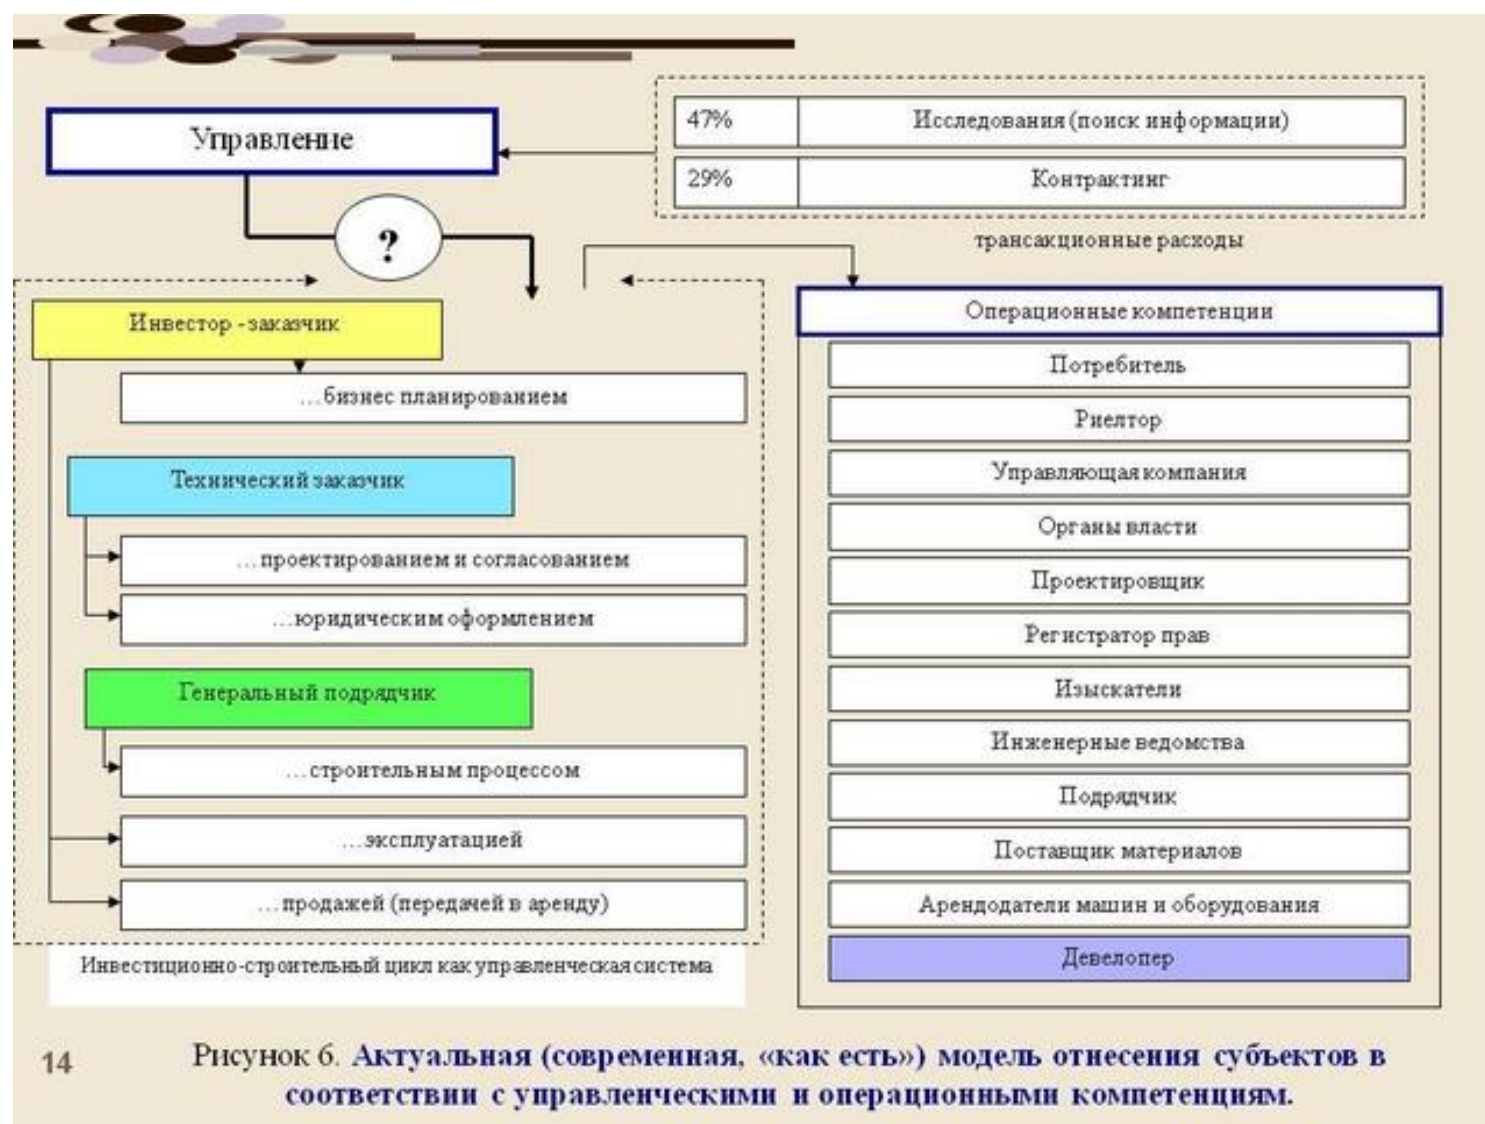 Управление
47%
Исследования (поиск информации)
29%
Контрактинг
трансакционные расходы
?
Инвестор - заказчик
…бизнес планированием
Технический заказчик
…проектированием и согласованием
…юридическим оформлением
Генеральный подрядчик
…строительным процессом
…эксплуатацией
…продажей (передачей в аренду)
Инвестиционно-строительный цикл как управленческая система
Операционные компетенции
Потребитель
Риелтор
Управляющая компания
Органы власти
Проектировщик
Регистратор прав
Изыскатели
Инженерные ведомства
Подрядчик
Поставщик материалов
Арендодатели машин и оборудования
Девелопер
14
Рисунок 6. Актуальная (современная, «как есть») модель отнесения субъектов в
соответствии с управленческими и операционными компетенциям.